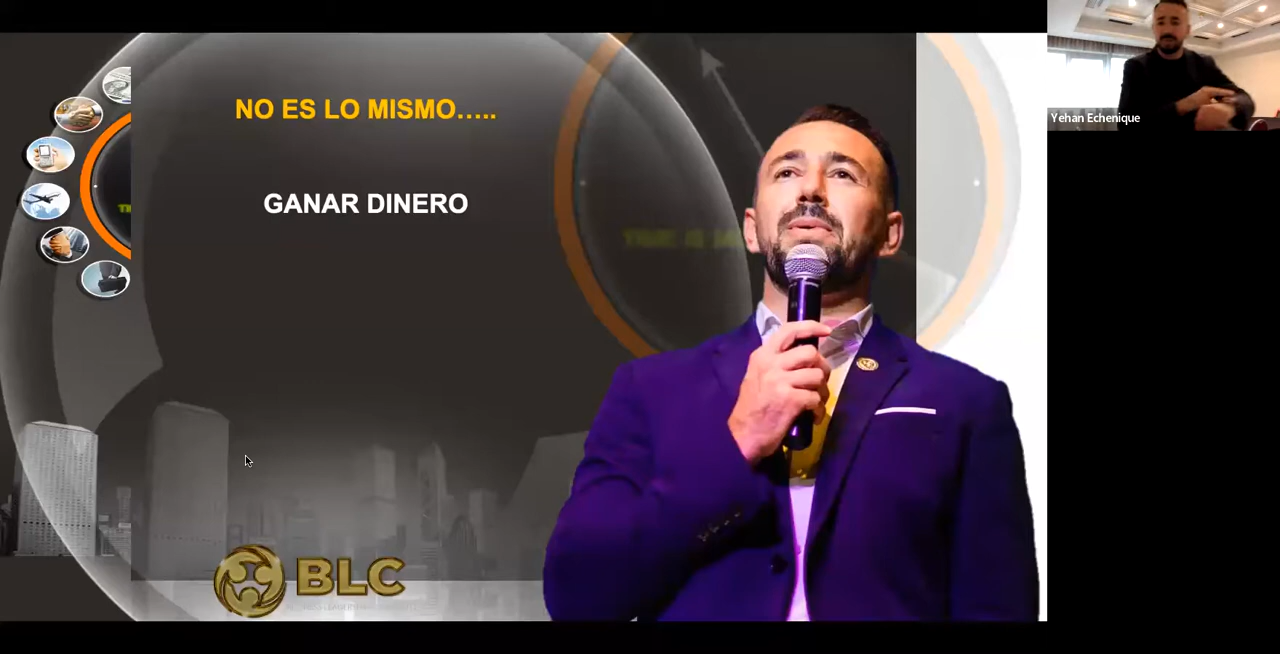 NO ES LO MISMO.....
GANAR DINERO
Yehan Echenique
BLC